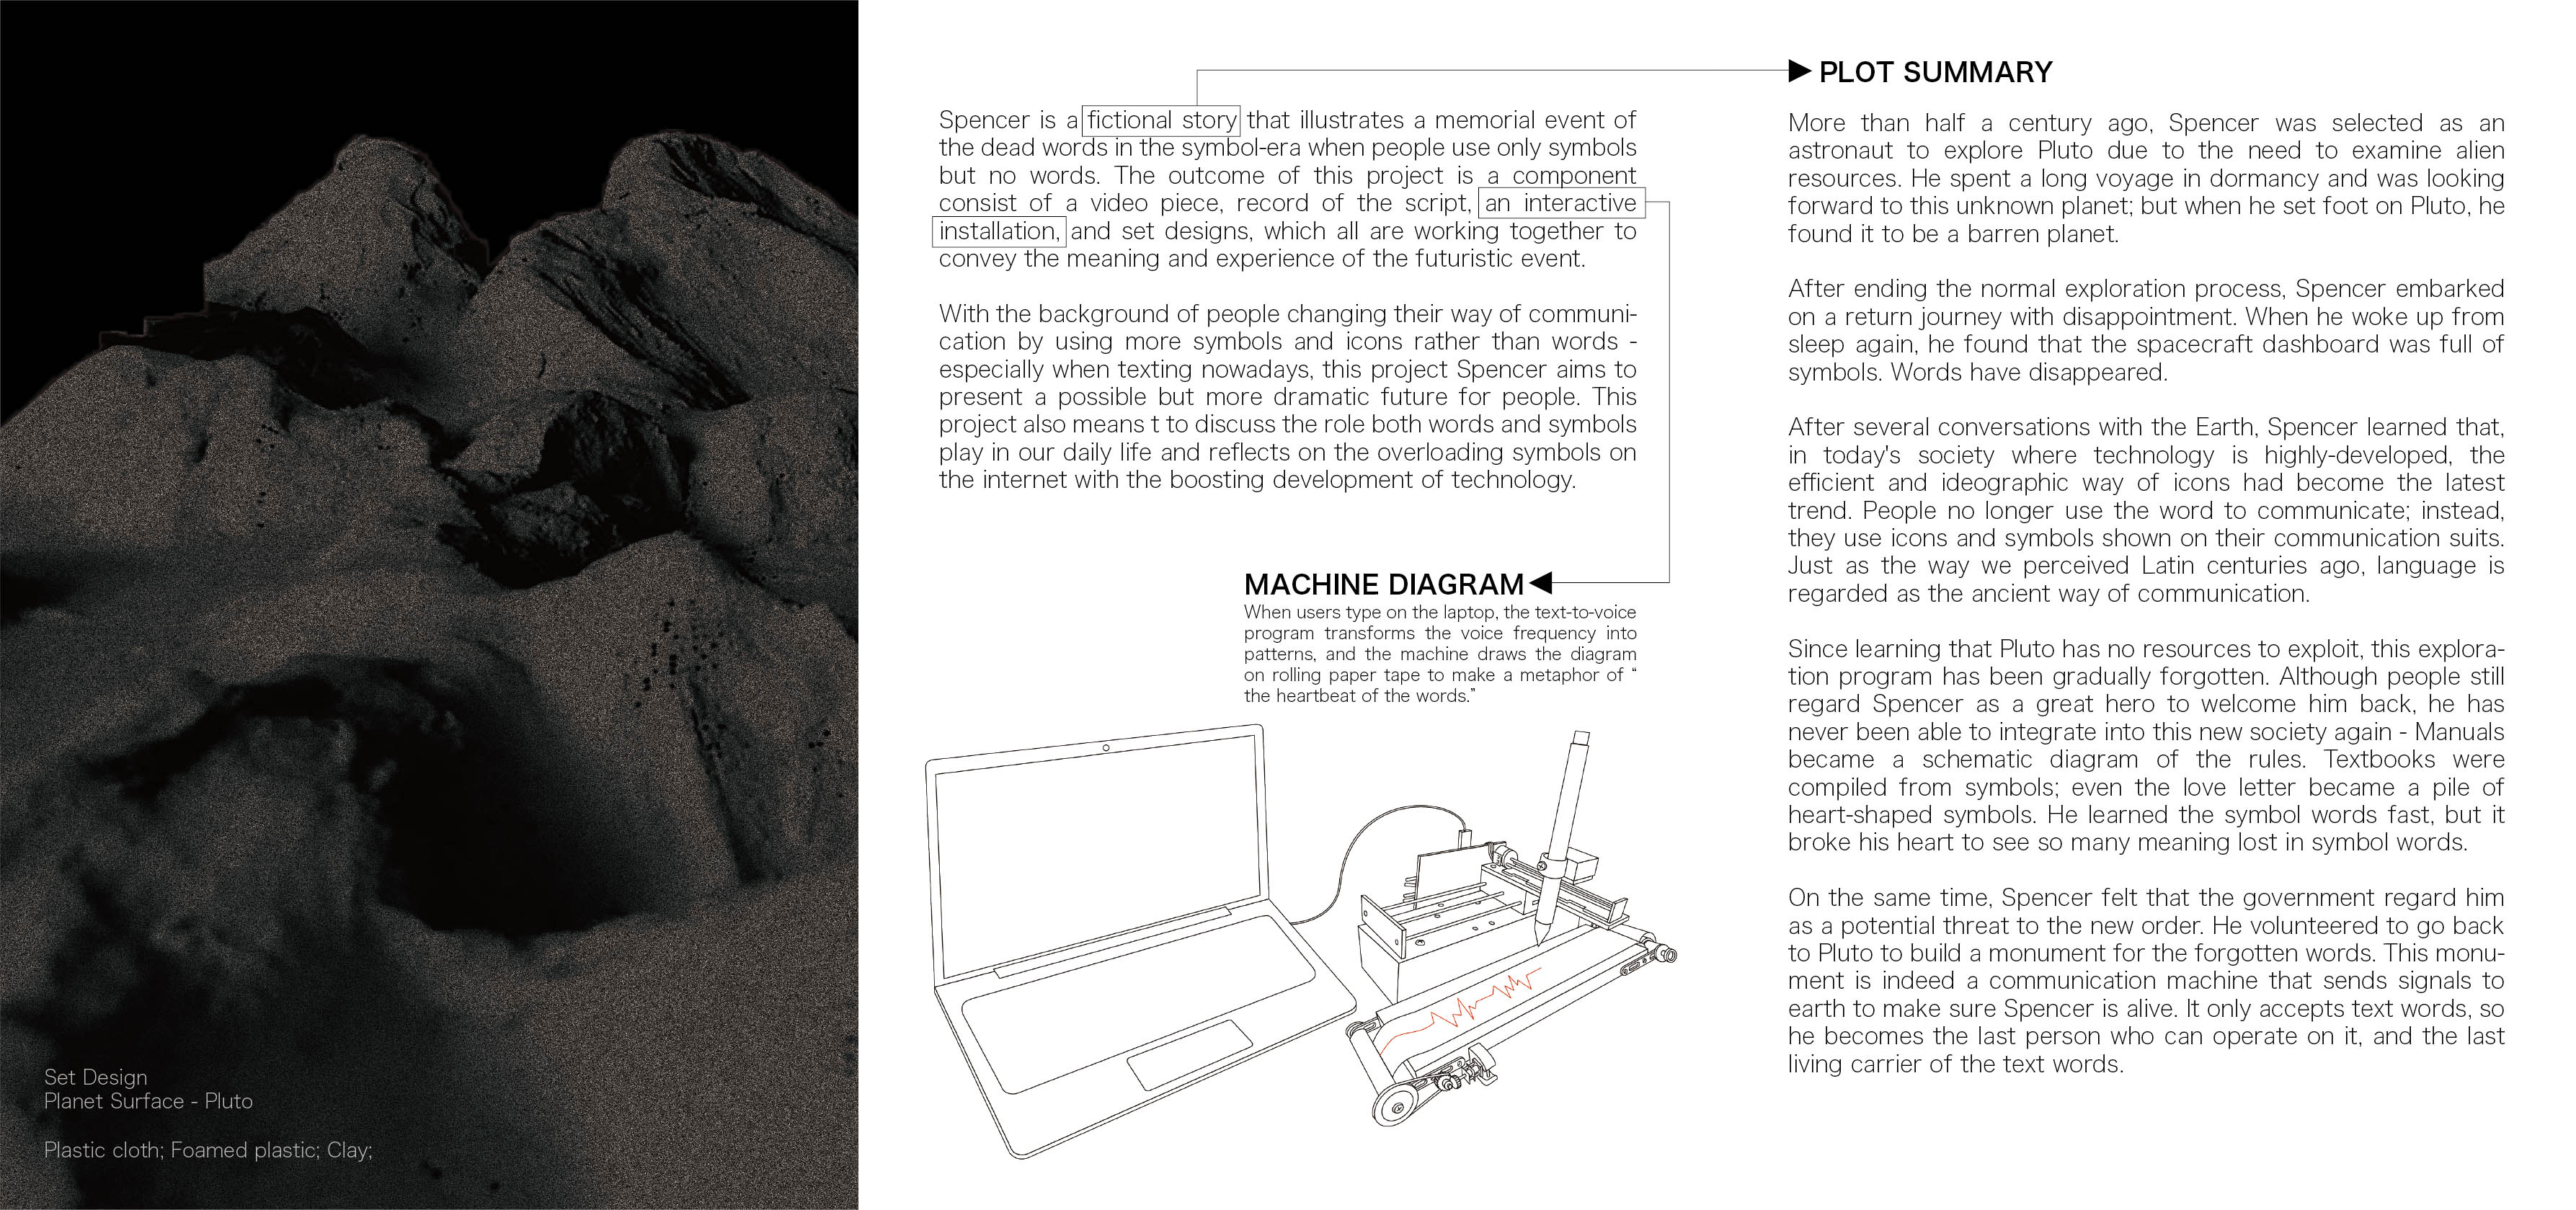 Set Design
Planet Surface - Pluto
Plastic cloth; Foamed plastic; Clay;
Spencer is a fictional story that illustrates a memorial event of
the dead words in the symbol-era when people use only symbols
but no words. The outcome of this project is a component
consist of a video piece, record of the script, an interactive
installation, and set designs, which all are working together to
convey the meaning and experience of the futuristic event.
With the background of people changing their way of communi-
cation by using more symbols and icons rather than words -
especially when texting nowadays, this project Spencer aims to
present a possible but more dramatic future for people. This
project also means t to discuss the role both words and symbols
play in our daily life and reflects on the overloading symbols on
the internet with the boosting development of technology.
MACHINE DIAGRAM
When users type on the laptop, the text-to-voice
program transforms the voice frequency into
patterns, and the machine draws the diagram
on rolling paper tape to make a metaphor of “
the heartbeat of the words.”
PLOT SUMMARY
More than half a century ago, Spencer was selected as an
astronaut to explore Pluto due to the need to examine alien
resources. He spent a long voyage in dormancy and was looking
forward to this unknown planet; but when he set foot on Pluto, he
found it to be a barren planet.
After ending the normal exploration process, Spencer embarked
on a return journey with disappointment. When he woke up from
sleep again, he found that the spacecraft dashboard was full of
symbols. Words have disappeared.
After several conversations with the Earth, Spencer learned that,
in today's society where technology is highly-developed, the
efficient and ideographic way of icons had become the latest
trend. People no longer use the word to communicate; instead,
they use icons and symbols shown on their communication suits.
Just as the way we perceived Latin centuries ago, language is
regarded as the ancient way of communication.
Since learning that Pluto has no resources to exploit, this explora-
tion program has been gradually forgotten. Although people still
regard Spencer as a great hero to welcome him back, he has
never been able to integrate into this new society again - Manuals
became a schematic diagram of the rules. Textbooks were
compiled from symbols; even the love letter became a pile of
heart-shaped symbols. He learned the symbol words fast, but it
broke his heart to see so many meaning lost in symbol words.
On the same time, Spencer felt that the government regard him
as a potential threat to the new order. He volunteered to go back
to Pluto to build a monument for the forgotten words. This monu-
ment is indeed a communication machine that sends signals to
earth to make sure Spencer is alive. It only accepts text words, so
he becomes the last person who can operate on it, and the last
living carrier of the text words.